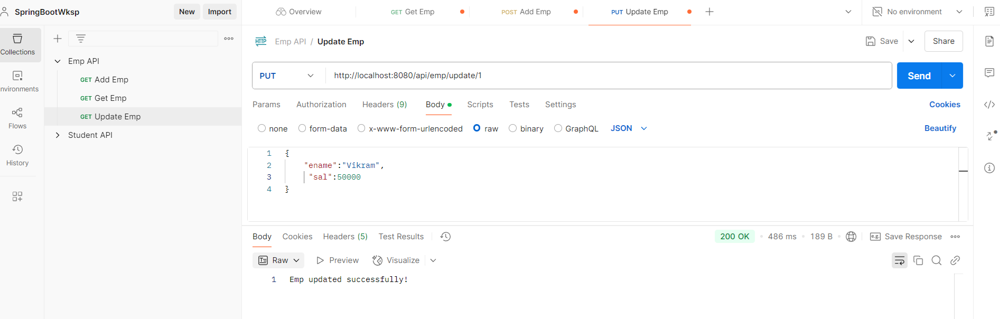 SpringBootWksp New Import
Overview GET Get Emp POST Add Emp PUT Update Emp No environment
Collections
Emp API / Update Emp Save Share
Emp API
GET Add Emp
GET Get Emp
GET Update Emp
Student API
nvironments
Flows
History
PUT http://localhost:8080/api/emp/update/1 Send
Params Authorization Headers (9) Body Scripts Tests Settings Cookies
none form-data x-www-form-urlencoded raw binary GraphQL JSON Beautify
1 {
2 "ename":"Vikram",
3 "sal":50000
4 }
Body Cookies Headers (5) Test Results 200 OK 486 ms 189 B e.g. Save Response
Raw Preview Visualize
1 Emp updated successfully!